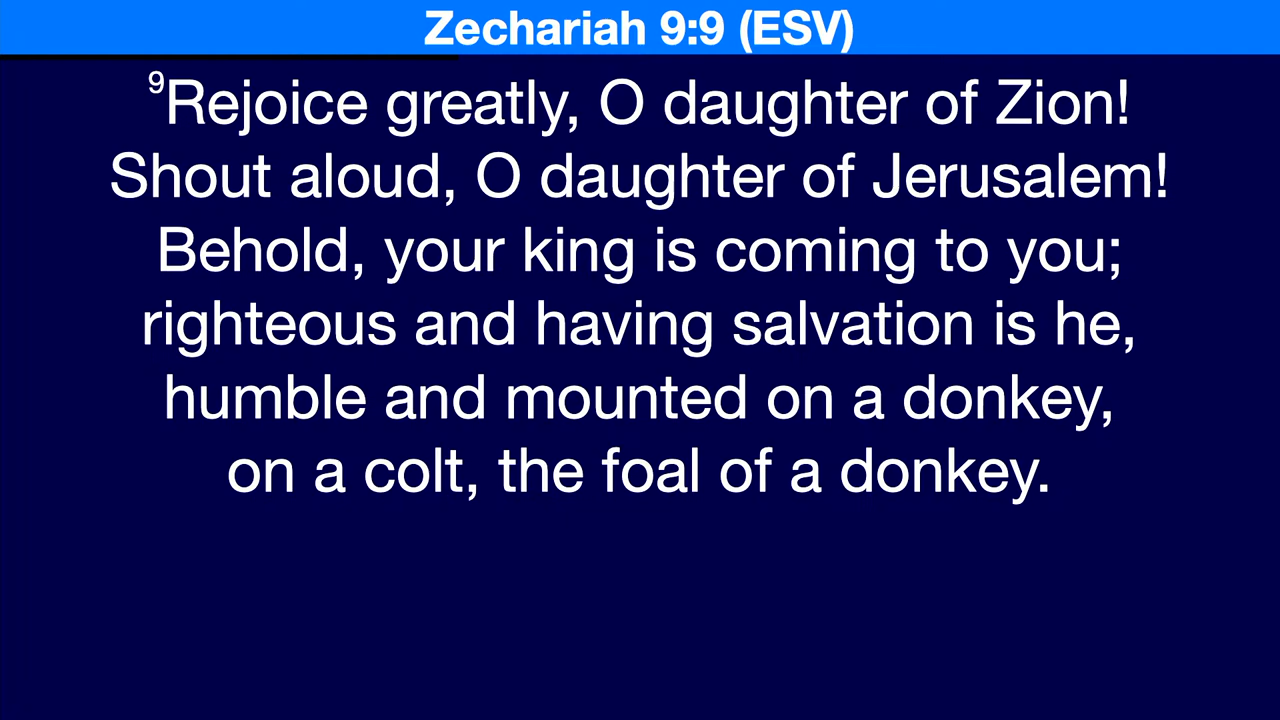 Zechariah 9:9 (ESV)
9Rejoice greatly, O daughter of Zion!
Shout aloud, O daughter of Jerusalem!
Behold, your king is coming to you;
righteous and having salvation is he,
humble and mounted on a donkey,
on a colt, the foal of a donkey.